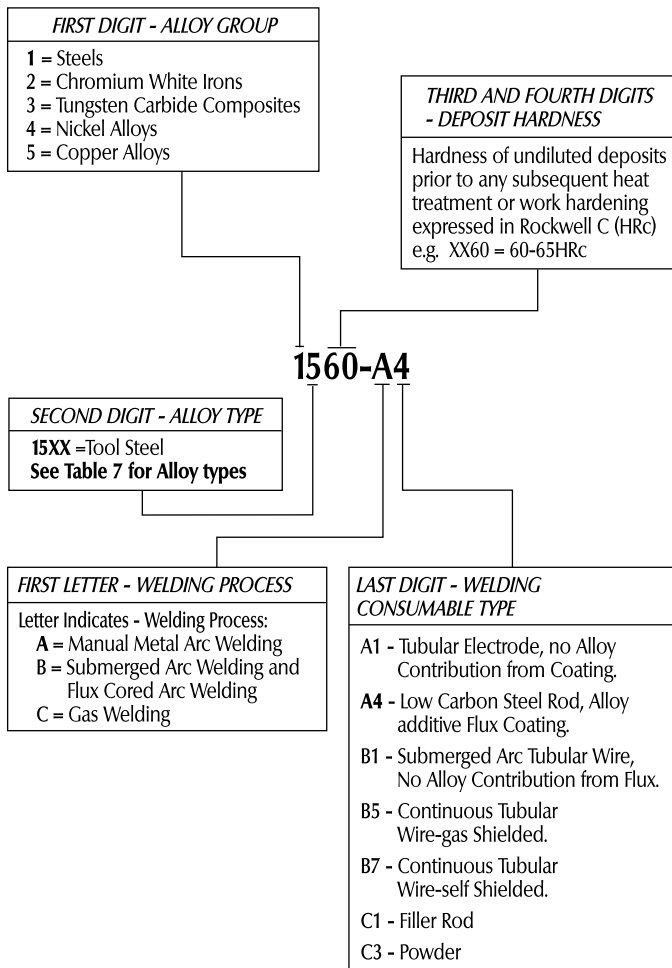 FIRST DIGIT - ALLOY GROUP
1 = Steels
2 = Chromium White Irons
3 = Tungsten Carbide Composites
4 = Nickel Alloys
5 = Copper Alloys
THIRD AND FOURTH DIGITS
- DEPOSIT HARDNESS
Hardness of undiluted deposits
prior to any subsequent heat
treatment or work hardening
expressed in Rockwell C (HRc)
e.g. XX60 = 60-65HRc
1560-A4
SECOND DIGIT - ALLOY TYPE
15XX =Tool Steel
See Table 7 for Alloy types
FIRST LETTER - WELDING PROCESS
Letter Indicates - Welding Process:
A = Manual Metal Arc Welding
B = Submerged Arc Welding and
Flux Cored Arc Welding
C = Gas Welding
LAST DIGIT - WELDING
CONSUMABLE TYPE
A1 - Tubular Electrode, no Alloy
Contribution from Coating.
A4 - Low Carbon Steel Rod, Alloy
additive Flux Coating.
B1 - Submerged Arc Tubular Wire,
No Alloy Contribution from Flux.
B5 - Continuous Tubular
Wire-gas Shielded.
B7 - Continuous Tubular
Wire-self Shielded.
C1 - Filler Rod
C3 - Powder